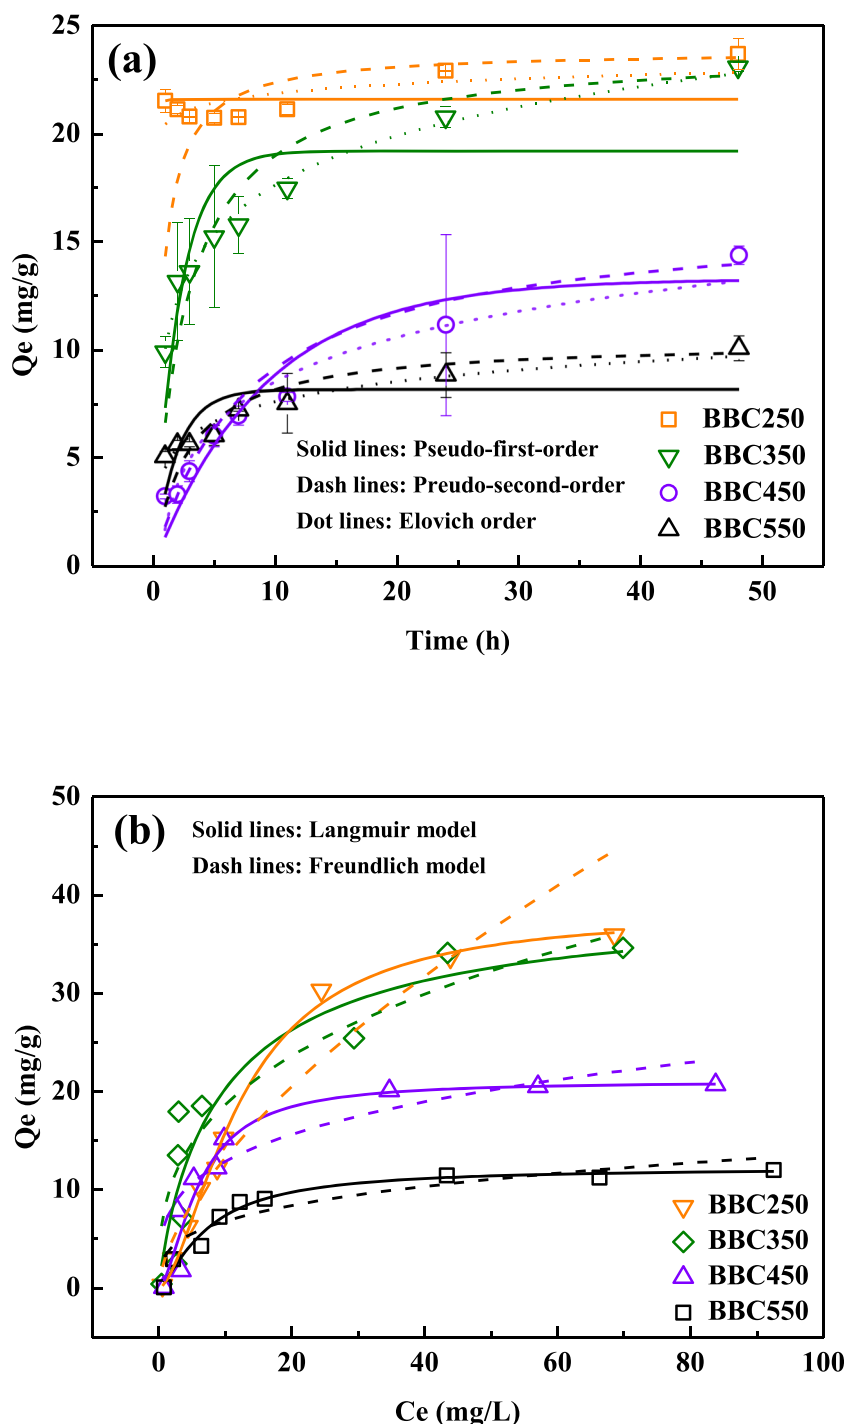 (a)
25
20
15
10
5
0
Qe (mg/g)
BBC250
BBC350
BBC450
BBC550
Solid lines: Pseudo-first-order
Dash lines: Preudo-second-order
Dot lines: Elovich order
0 10 20 30 40 50
Time (h)
(b)
50
40
30
20
10
0
Qe (mg/g)
Solid lines: Langmuir model
Dash lines: Freundlich model
BBC250
BBC350
BBC450
BBC550
0 20 40 60 80 100
Ce (mg/L)